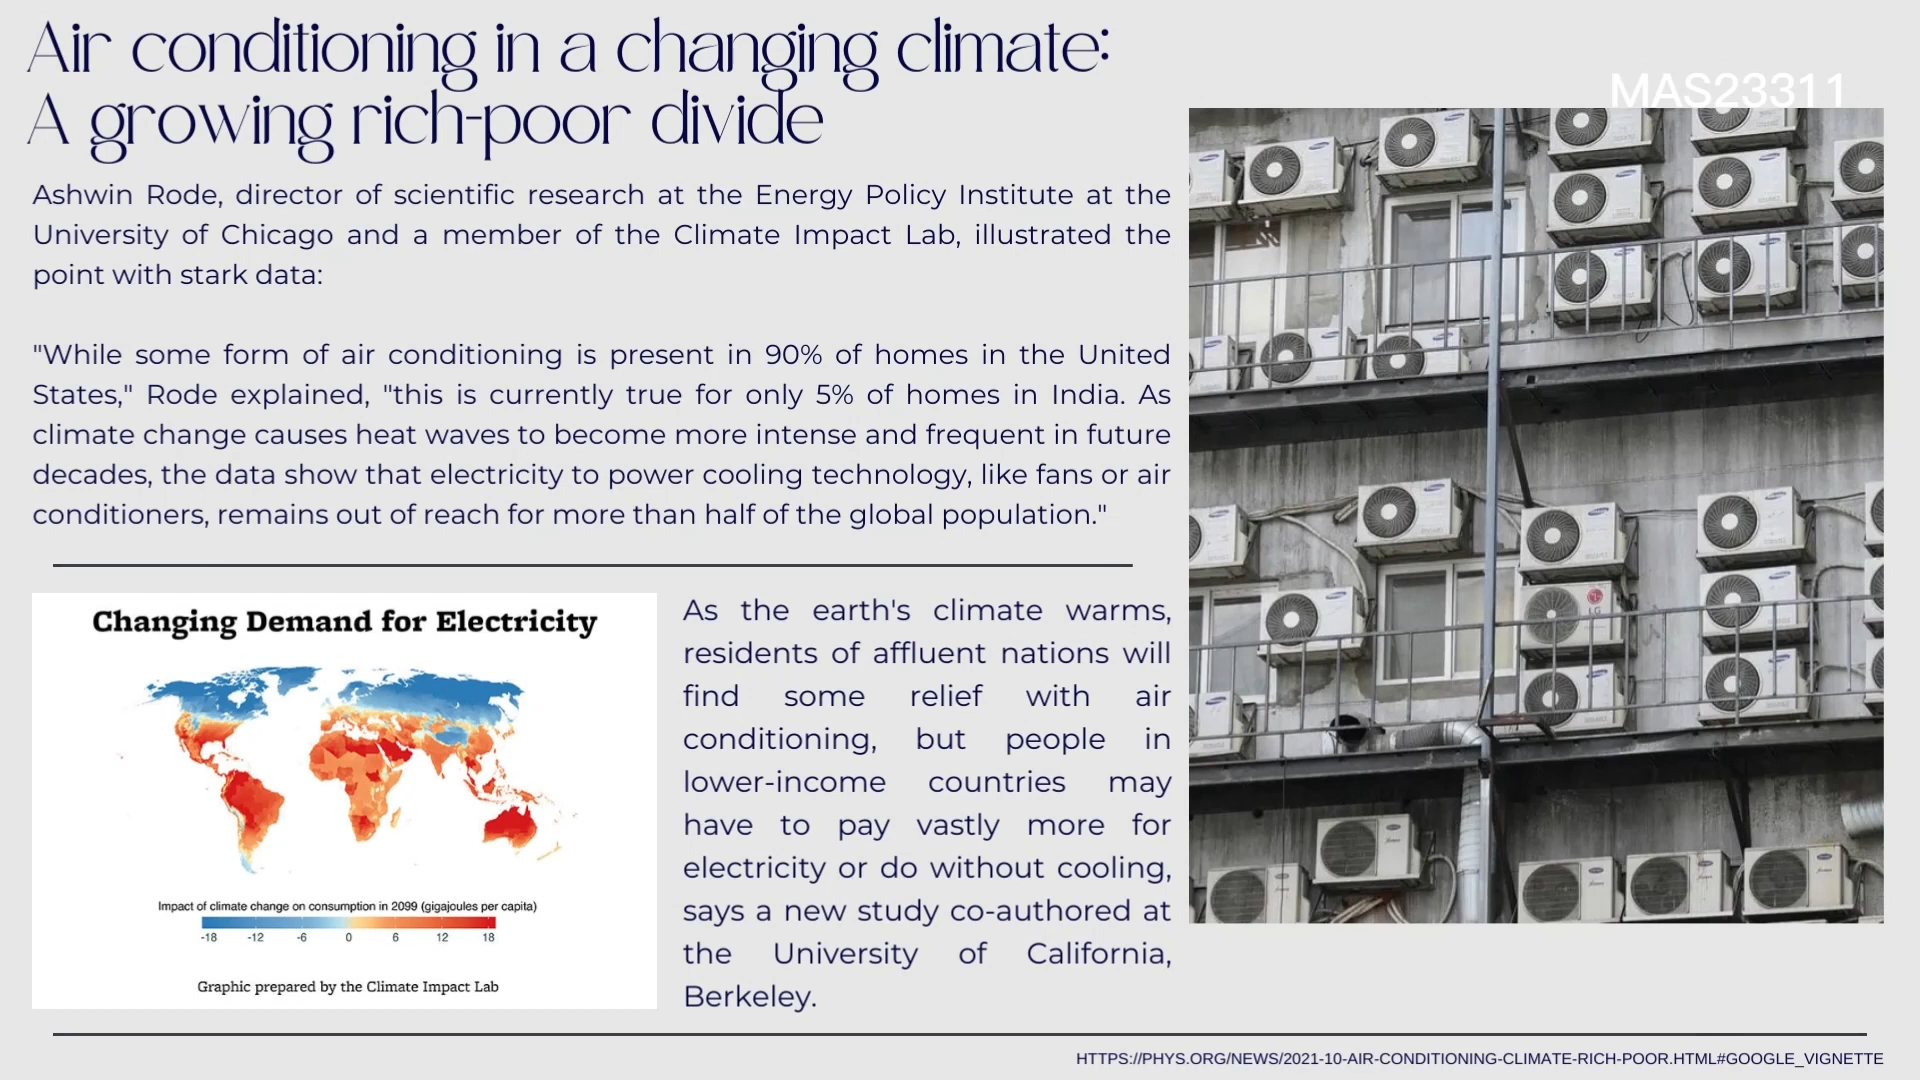 Air conditioning in a changing climate:
A growing rich-poor divide
MAS23311
Ashwin Rode, director of scientific research at the Energy Policy Institute at the
University of Chicago and a member of the Climate Impact Lab, illustrated the
point with stark data:
"While some form of air conditioning is present in 90% of homes in the United
States," Rode explained, "this is currently true for only 5% of homes in India. As
climate change causes heat waves to become more intense and frequent in future
decades, the data show that electricity to power cooling technology, like fans or air
conditioners, remains out of reach for more than half of the global population."
Changing Demand for Electricity
Impact of climate change on consumption in 2099 (gigajoules per capita)
-18 -12 -6 0 6 12 18
Graphic prepared by the Climate Impact Lab
As the earth's climate warms,
residents of affluent nations will
find some relief with air
conditioning, but people in
lower-income countries may
have to pay vastly more for
electricity or do without cooling,
says a new study co-authored at
the University of California,
Berkeley.
LG
HTTPS://PHYS.ORG/NEWS/2021-10-AIR-CONDITIONING-CLIMATE-RICH-POOR.HTML#GOOGLE_VIGNETTE